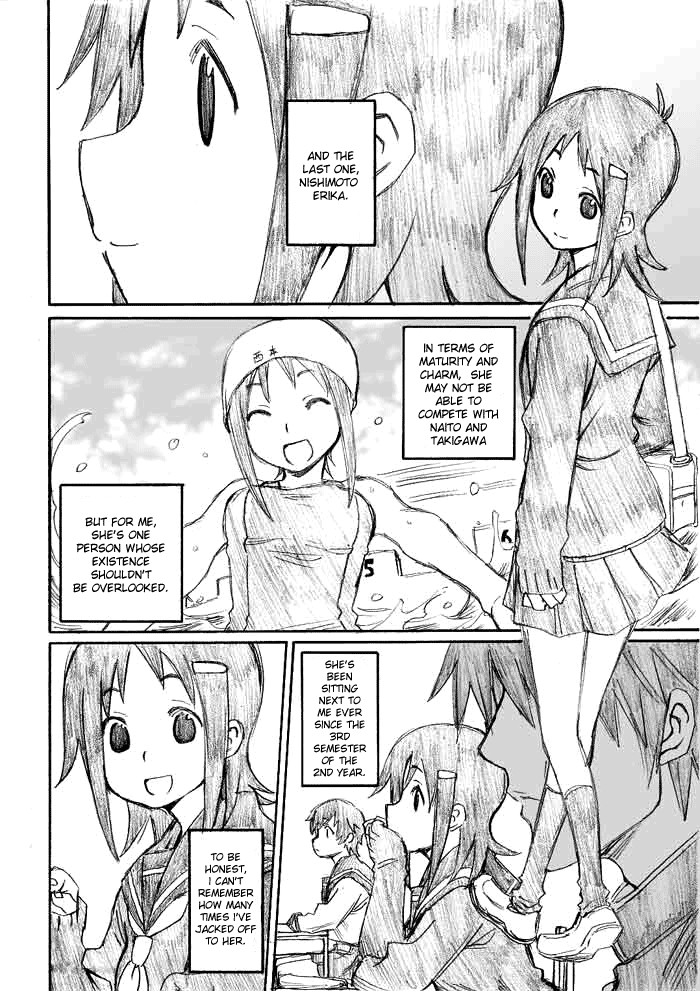 AND THE
LAST ONE,
NISHIMOTO
ERIKA.
IN TERMS OF
MATURITY AND
CHARM, SHE
MAY NOT BE
ABLE TO
COMPETE WITH
NAITO AND
TAKIGAWA
西本
BUT FOR ME,
SHE'S ONE
PERSON WHOSE
EXISTENCE
SHOULDN'T
BE OVERLOOKED.
5
SHE'S
BEEN
SITTING
NEXT TO
ME EVER
SINCE THE
3RD
SEMESTER
OF THE
2ND YEAR.
TO BE
HONEST,
I CAN'T
REMEMBER
HOW MANY
TIMES I'VE
JACKED OFF
TO HER.